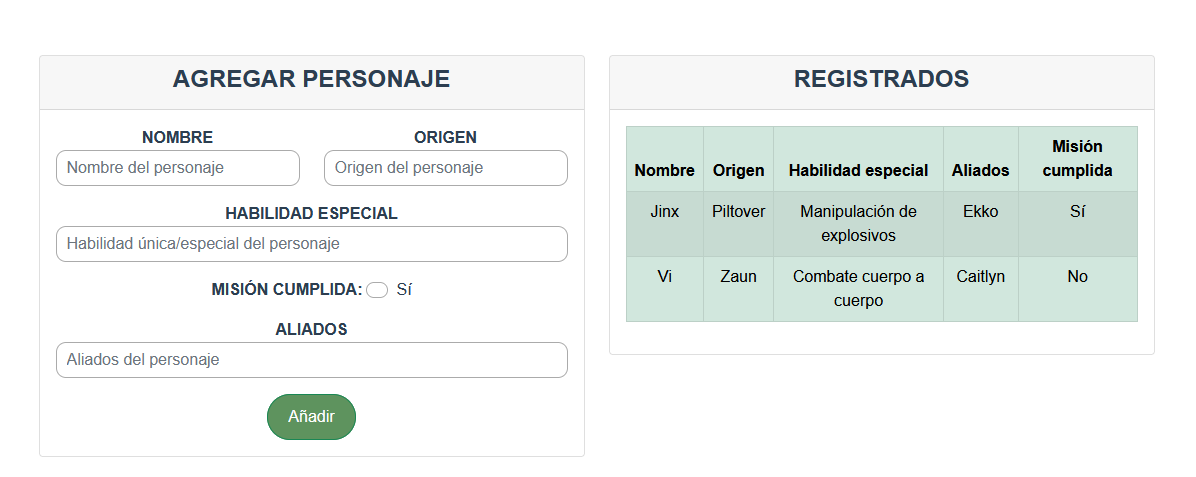 AGREGAR PERSONAJE
NOMBRE
ORIGEN
Nombre del personaje
Origen del personaje
HABILIDAD ESPECIAL
Habilidad única/especial del personaje
MISIÓN CUMPLIDA: Sí
ALIADOS
Aliados del personaje
Añadir
REGISTRADOS
Nombre Origen Habilidad especial Aliados Misión cumplida
Jinx Piltover Manipulación de explosivos Ekko Sí
Vi Zaun Combate cuerpo a cuerpo Caitlyn No